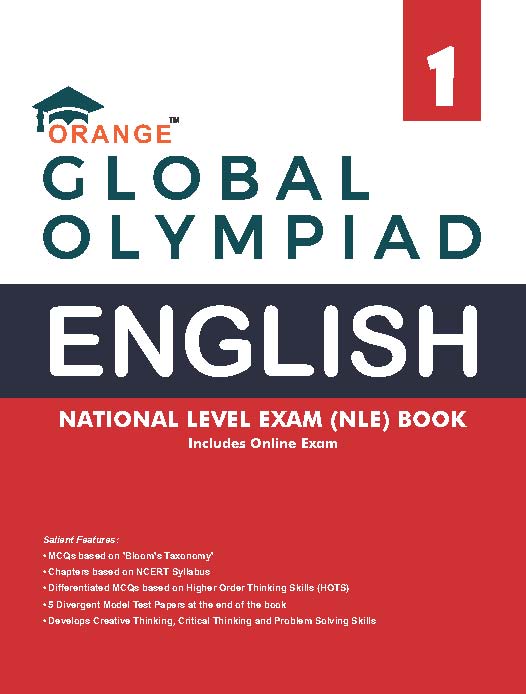 1
ORANGE™
GLOBAL
OLYMPIAD
ENGLISH
NATIONAL LEVEL EXAM (NLE) BOOK
Includes Online Exam
Salient Features:
• MCQs based on 'Bloom's Taxonomy'
• Chapters based on NCERT Syllabus
• Differentiated MCQs based on Higher Order Thinking Skills (HOTS)
• 5 Divergent Model Test Papers at the end of the book
• Develops Creative Thinking, Critical Thinking and Problem Solving Skills